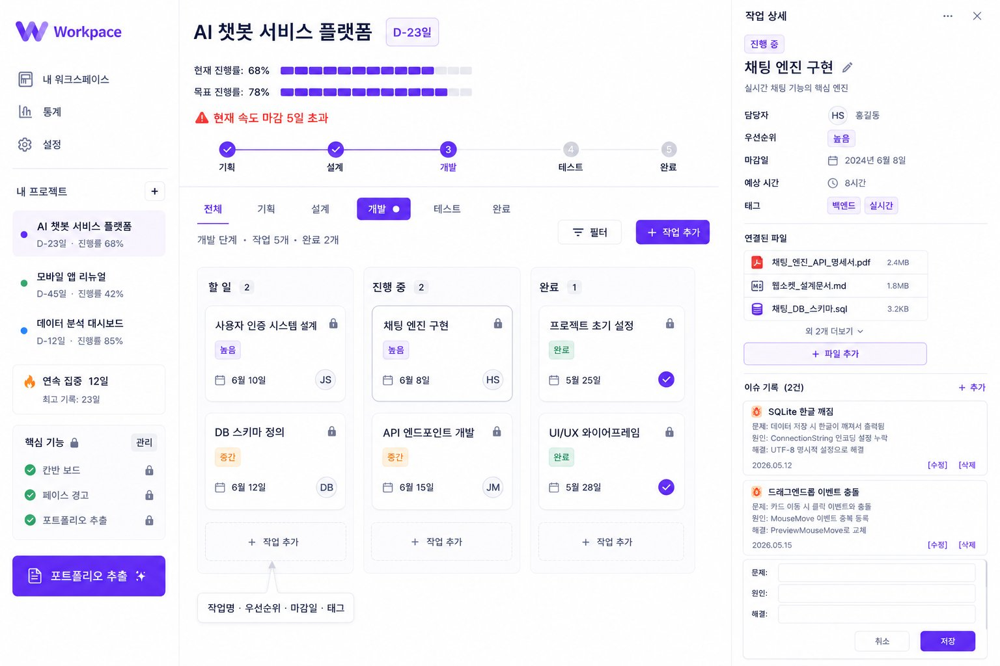 Workpace
내 워크스페이스
통계
설정
내 프로젝트
+
AI 챗봇 서비스 플랫폼
D-23일 · 진행률 68%
모바일 앱 리뉴얼
D-45일 · 진행률 42%
데이터 분석 대시보드
D-12일 · 진행률 85%
연속 집중 12일
최고 기록: 23일
핵심 기능
관리
칸반 보드
페이스 경고
포트폴리오 추출
포트폴리오 추출
AI 챗봇 서비스 플랫폼
D-23일
현재 진행률: 68%
목표 진행률: 78%
현재 속도 마감 5일 초과
3
4
5
기획
설계
개발
테스트
완료
전체
기획
설계
개발
테스트
완료
개발 단계 • 작업 5개 • 완료 2개
필터
+ 작업 추가
할 일 2
사용자 인증 시스템 설계
높음
6월 10일
JS
DB 스키마 정의
중간
6월 12일
DB
+ 작업 추가
작업명 · 우선순위 · 마감일 · 태그
진행 중 2
채팅 엔진 구현
높음
6월 8일
HS
API 엔드포인트 개발
중간
6월 15일
JM
+ 작업 추가
완료 1
프로젝트 초기 설정
완료
5월 25일
UI/UX 와이어프레임
완료
5월 28일
+ 작업 추가
작업 상세
진행 중
채팅 엔진 구현
실시간 채팅 기능의 핵심 엔진
담당자
HS
홍길동
우선순위
높음
마감일
2024년 6월 8일
예상 시간
8시간
태그
백엔드
실시간
연결된 파일
채팅_엔진_API_명세서.pdf
2.4MB
웹소켓_설계문서.md
1.8MB
채팅_DB_스키마.sql
3.2KB
외 2개 더보기
+ 파일 추가
이슈 기록 (2건)
+ 추가
SQLite 한글 깨짐
문제: 데이터 저장 시 한글이 깨져서 출력됨
원인: ConnectionString 인코딩 설정 누락
해결: UTF-8 명시적 설정으로 해결
2026.05.12
[수정]
[삭제
드래그엔드롭 이벤트 충돌
문제: 카드 이동 시 클릭 이벤트와 충돌
원인: MouseMove 이벤트 중복 등록
해결: PreviewMouseMove로 교체
2026.05.15
[수정]
[삭제
문제:
원인:
해결:
취소
저장